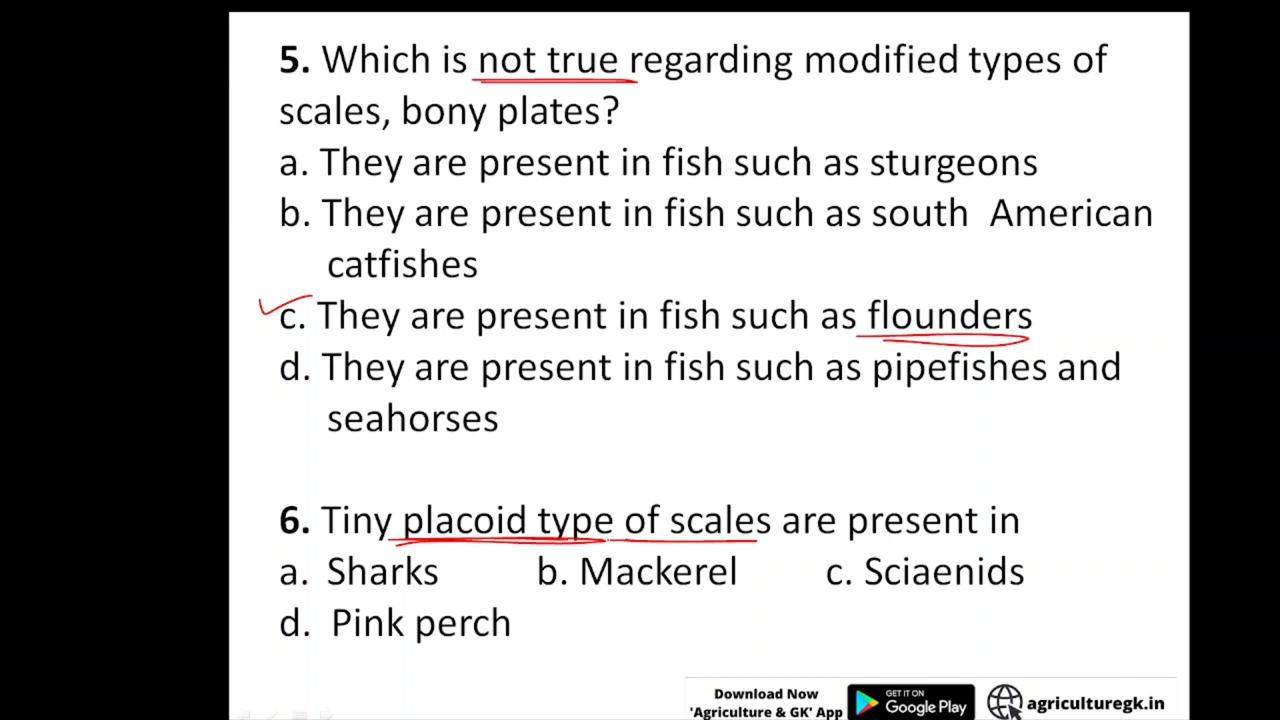 5. Which is not true regarding modified types of
scales, bony plates?
a. They are present in fish such as sturgeons
b. They are present in fish such as south American
catfishes
c. They are present in fish such as flounders
d. They are present in fish such as pipefishes and
seahorses
6. Tiny placoid type of scales are present in
a. Sharks b. Mackerel c. Sciaenids
d. Pink perch
Download Now
'Agriculture & GK' App
GET IT ON
Google Play
agriculturegk.in